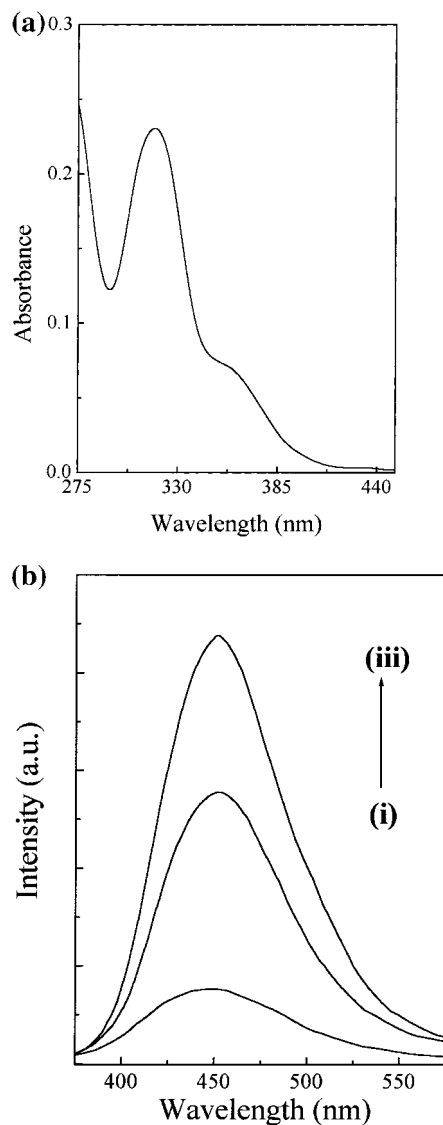 (a)
0.3
0.2
0.1
0.0
Absorbance
275 330 385 440
Wavelength (nm)
(b)
(iii)
(i)
Intensity (a.u.)
400 450 500 550
Wavelength (nm)